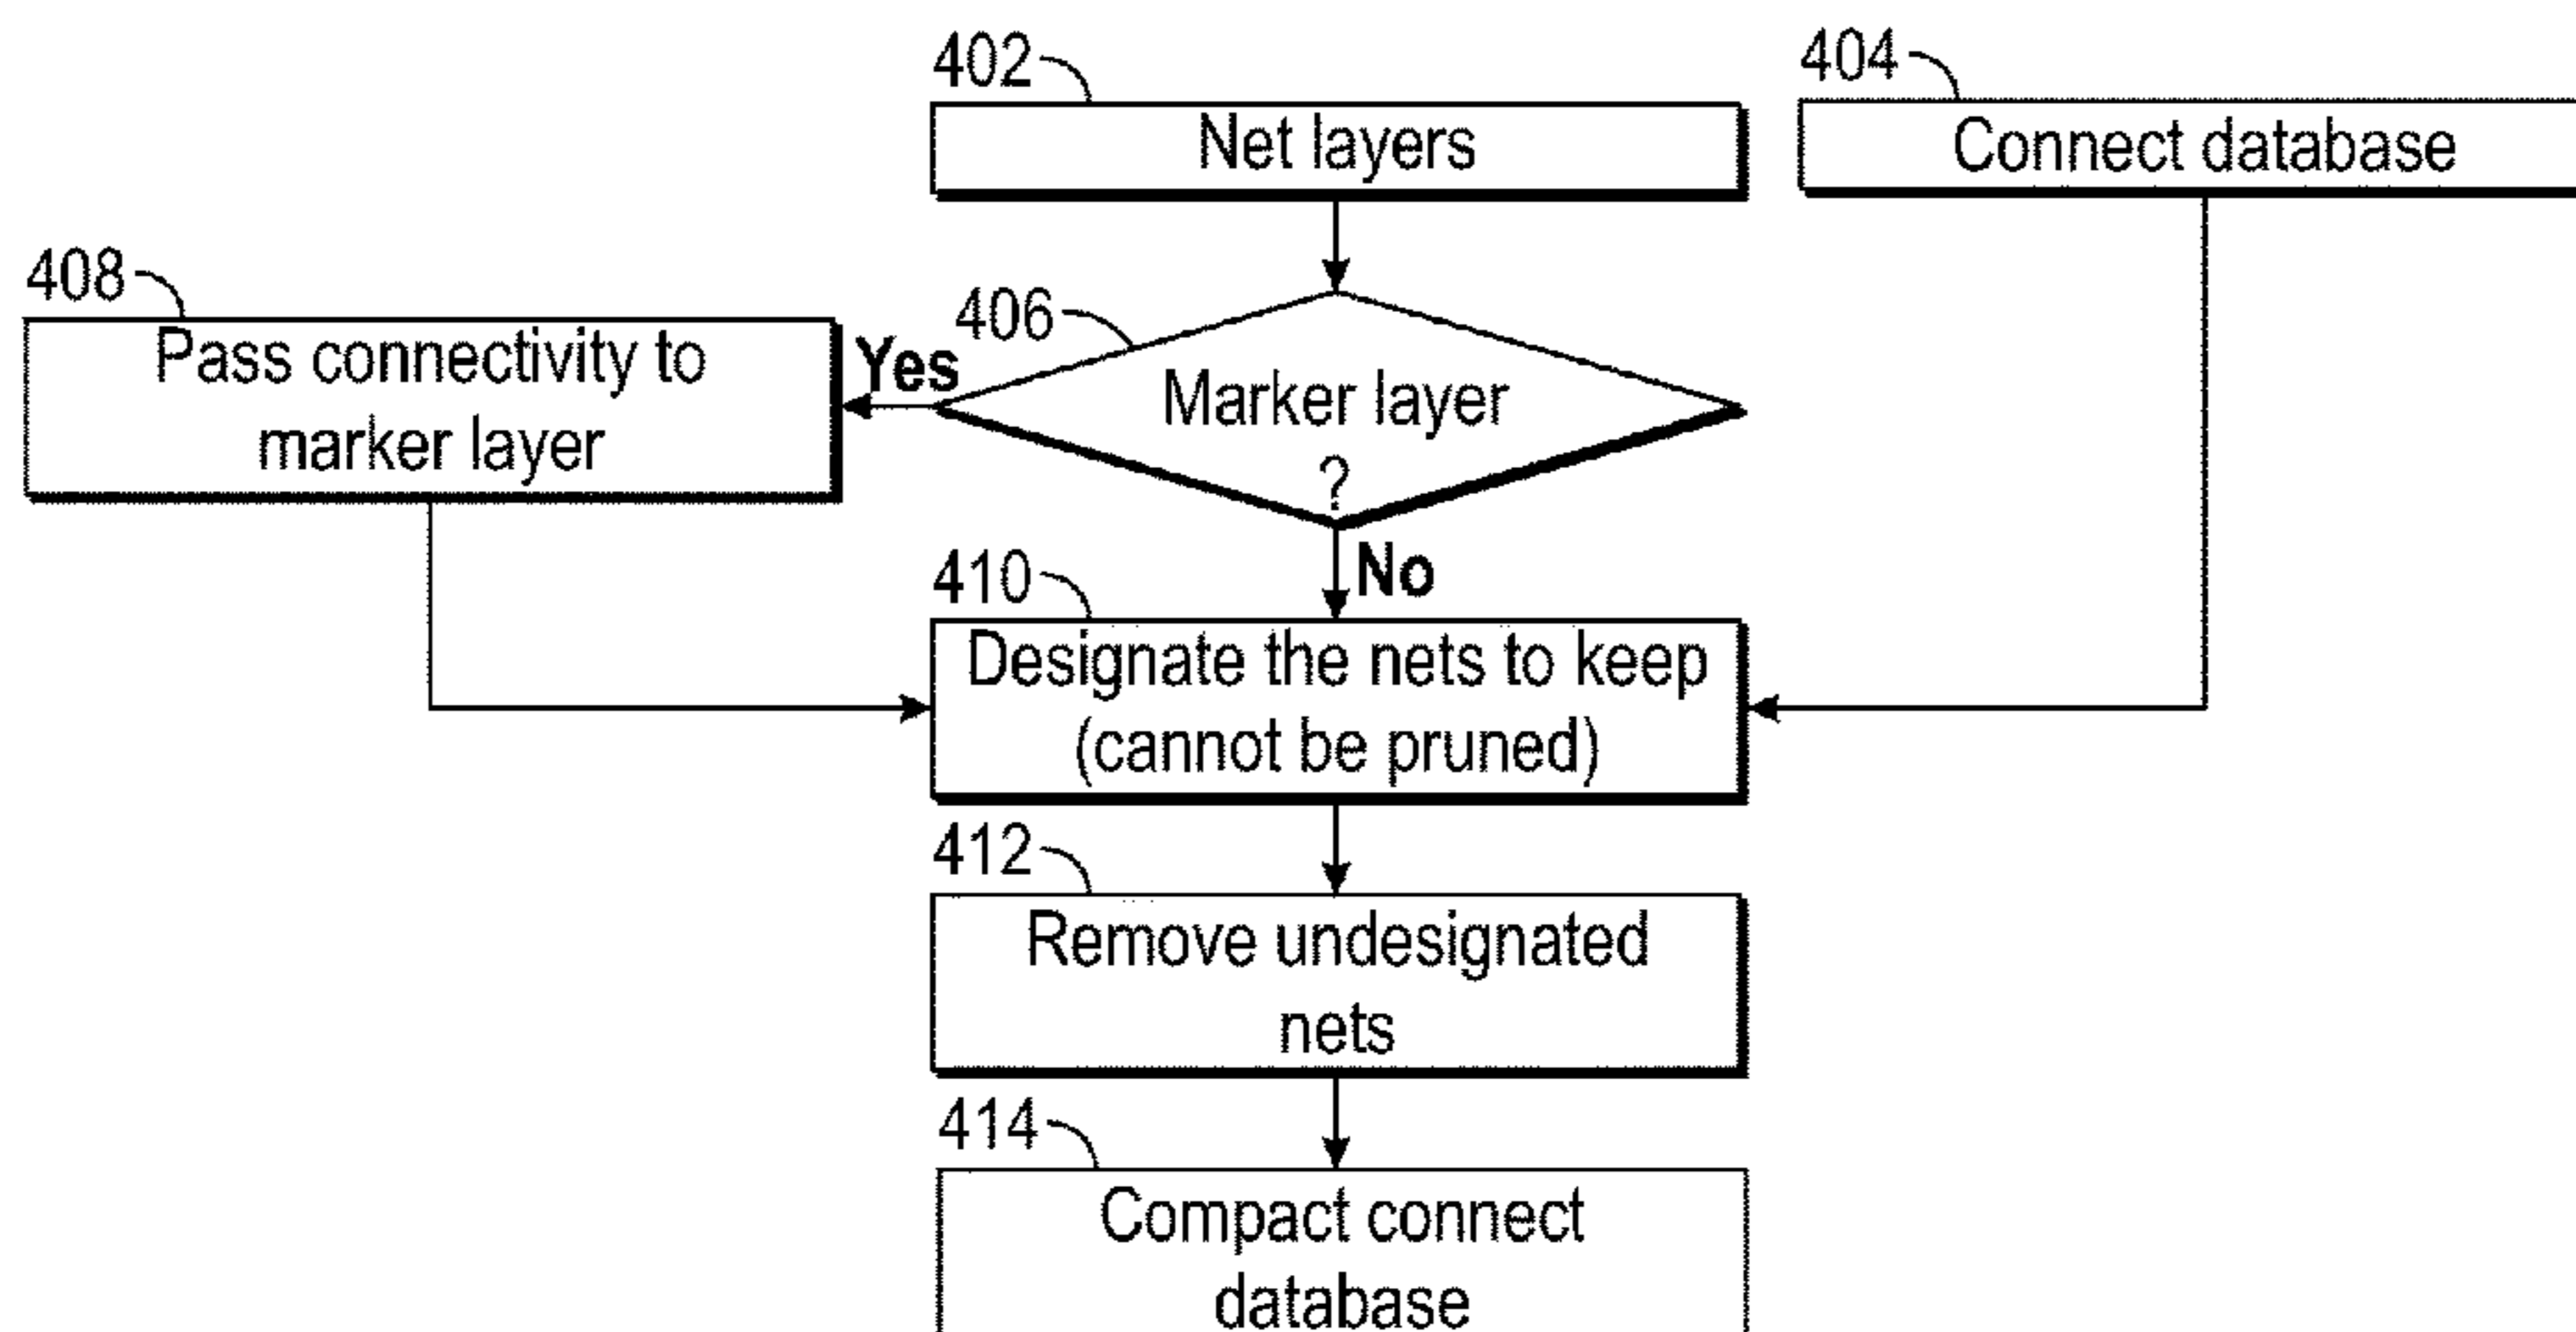 402
Net layers
404
Connect database
408
Pass connectivity to
marker layer
Yes
406
Marker layer
?
No
410
Designate the nets to keep
(cannot be pruned)
412
Remove undesignated
nets
414
Compact connect
database